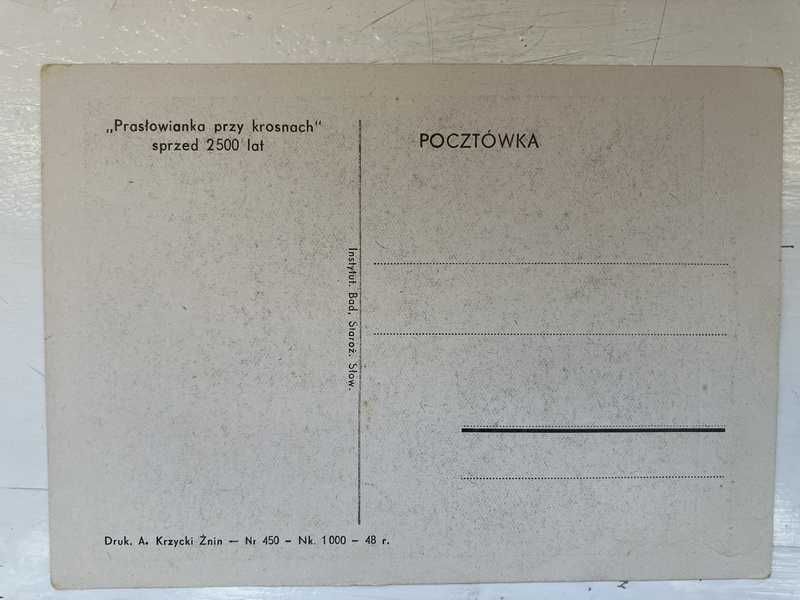 „Prasłowianka przy krosnach"
sprzed 2500 lat
POCZTÓWKA
Instytut. Bad, Staroż. Słow.
Druk. A. Krzycki Żnin — Nr 450 – Nk. 1000 – 48 r.